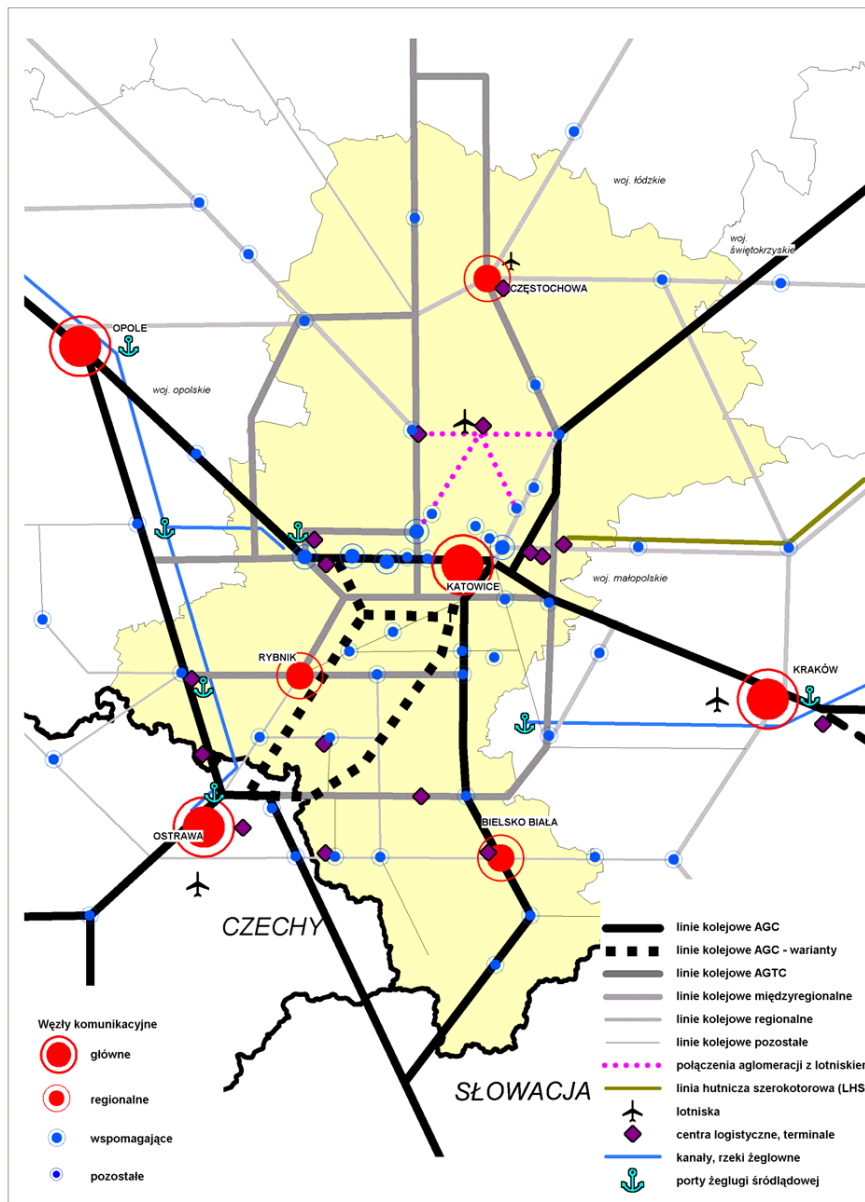 woj. łódzkie
woj.
świętokrzyskie
CZĘSTOCHOWA
OPOLE
woj. opolskie
KATOWICE
woj. małopolskie
RYBNIK
KRAKÓW
BIELSKO BIAŁA
OSTRAWA
CZECHY
SŁOWACJA
Węzły komunikacyjne
główne
regionalne
wspomagające
pozostałe
linie kolejowe AGC
linie kolejowe AGC - warianty
linie kolejowe AGTC
linie kolejowe międzyregionalne
linie kolejowe regionalne
linie kolejowe pozostałe
połączenia aglomeracji z lotniskiem
linia hutnicza szerokotorowa (LHS
lotniska
centra logistyczne, terminale
kanały, rzeki żeglowne
porty żeglugi śródlądowej